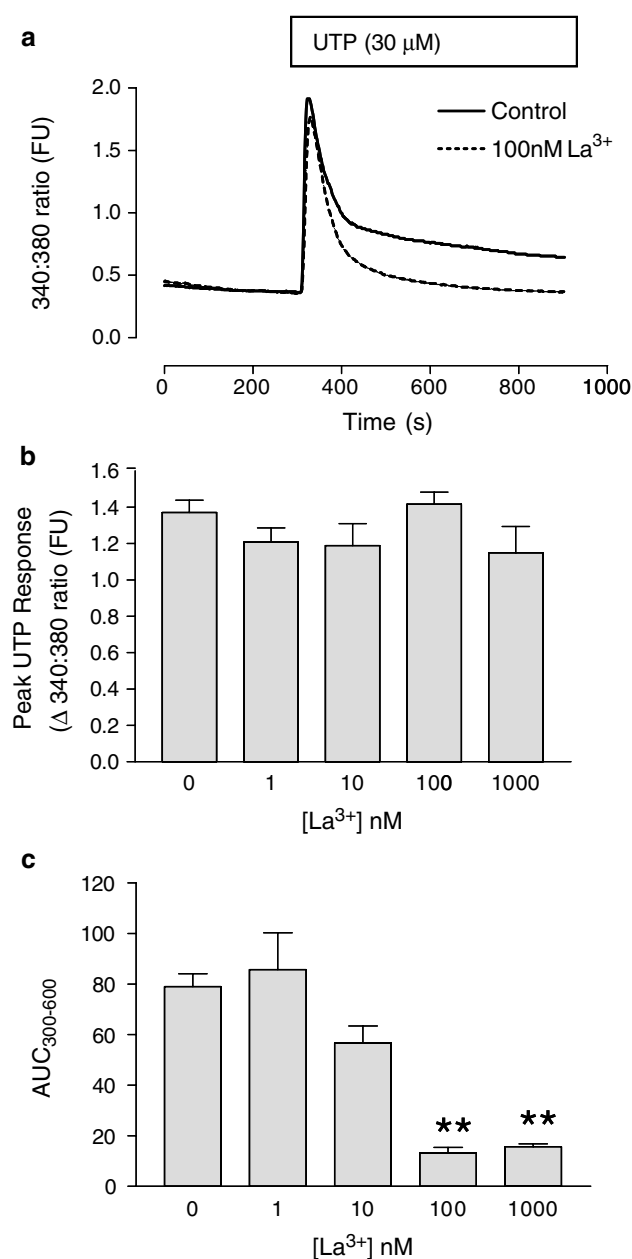 a
UTP (30 μM)
2.0
1.5
1.0
0.5
0.0
340:380 ratio (FU)
Control
100nM La³⁺
0 200 400 600 800 1000
Time (s)
b
1.6
1.4
1.2
1.0
0.8
0.6
0.4
0.2
0.0
Peak UTP Response
(Δ 340:380 ratio (FU)
0 1 10 100 1000
[La³⁺] nM
c
120
100
80
60
40
20
0
AUC₃₀₀₋₆₀₀
** **
0 1 10 100 1000
[La³⁺] nM